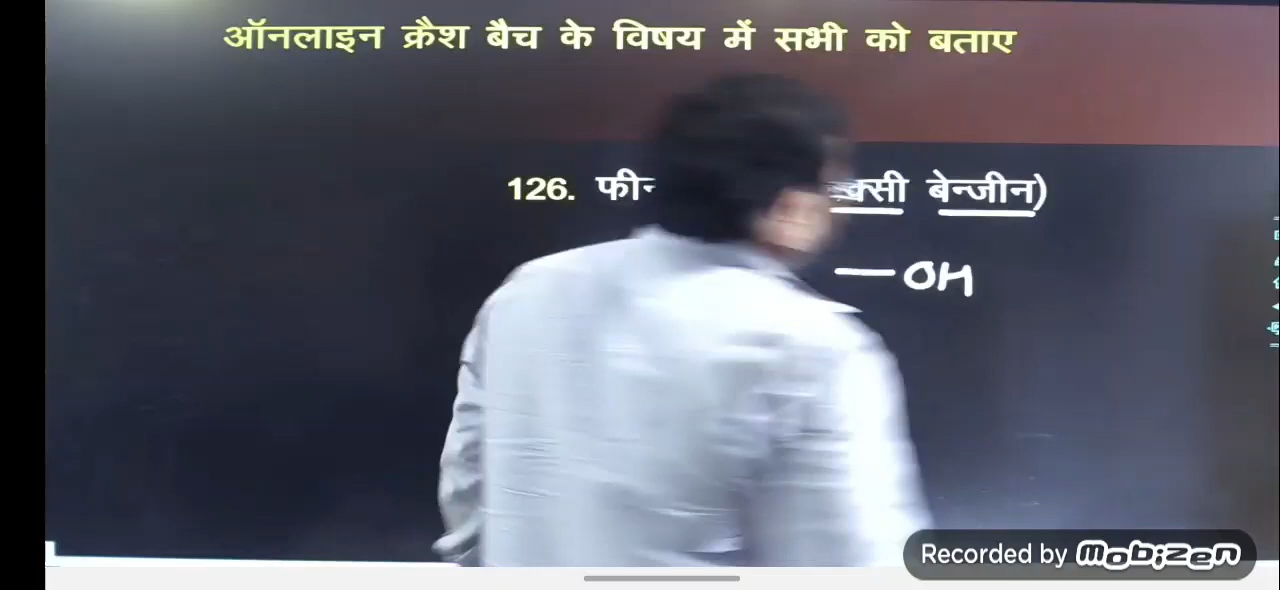 ऑनलाइन क्रैश बैच के विषय में सभी को बताए
126. बेन्जीन)
—OH
Recorded by Mobizen